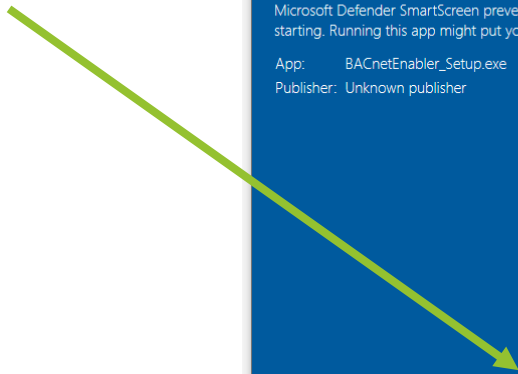 Microsoft Defender SmartScreen preve
starting. Running this app might put yo
App: BACnetEnabler_Setup.exe
Publisher: Unknown publisher